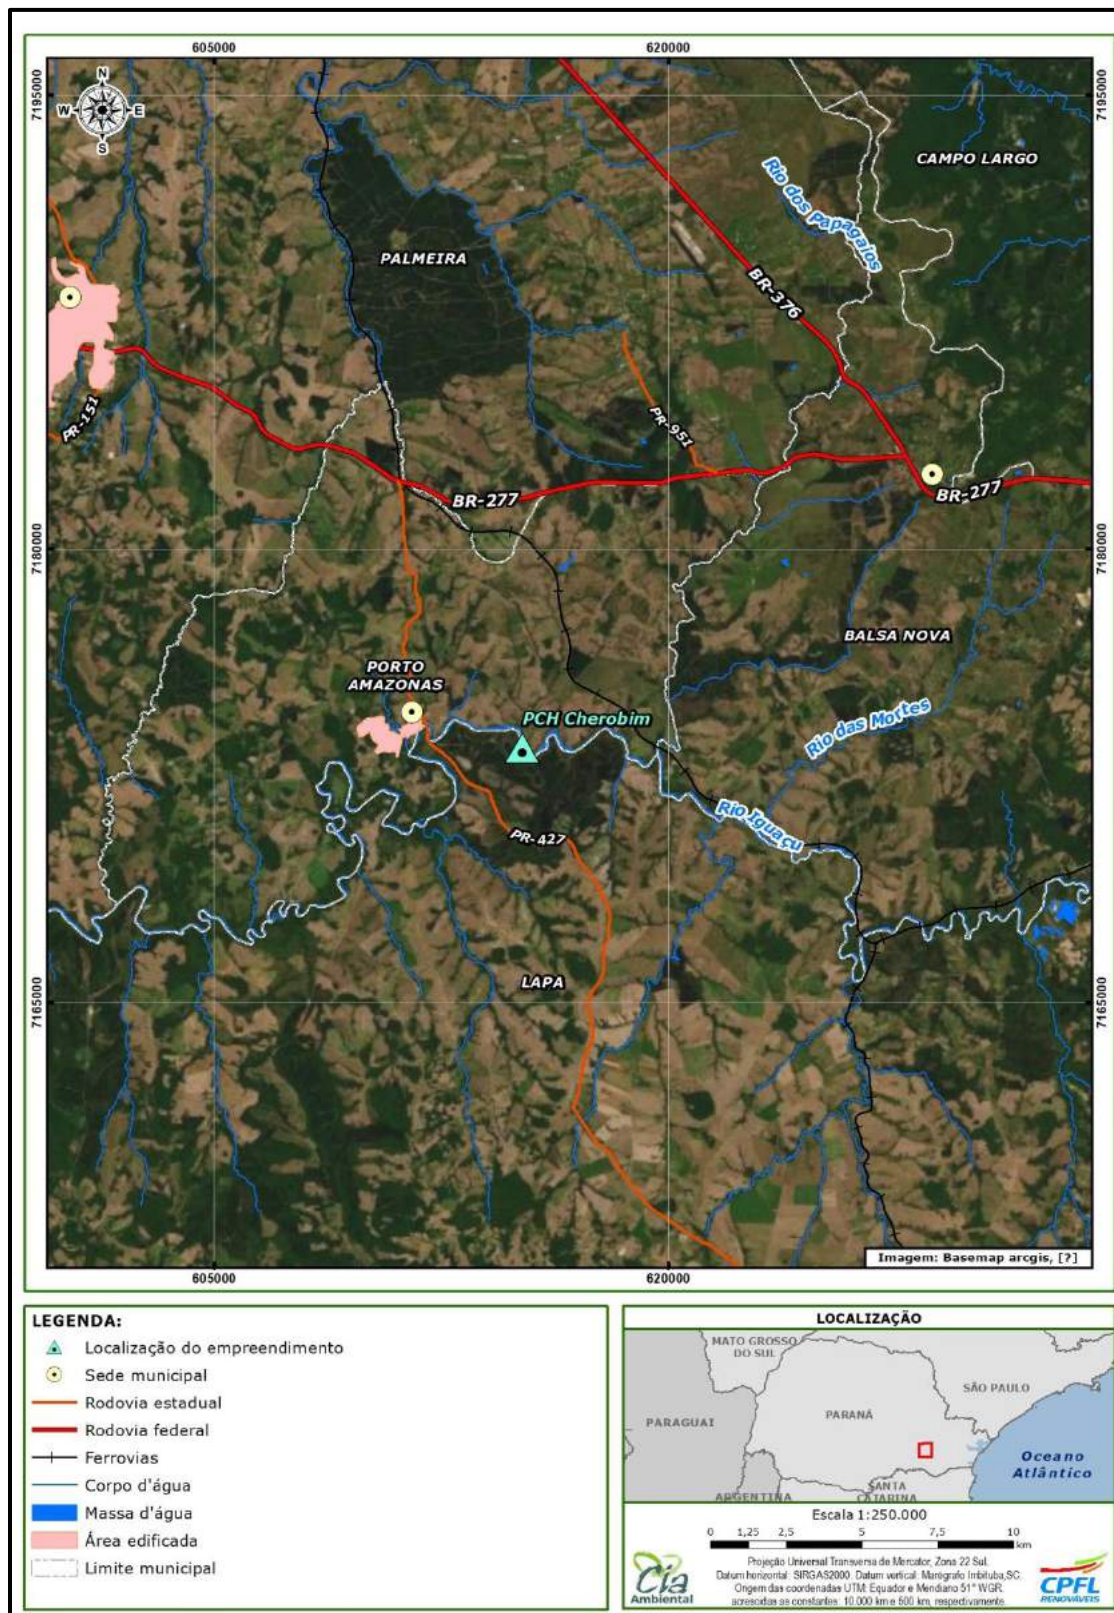 605000
620000
7195000
7195000
N
W
E
S
CAMPO LARGO
Rio dos Papagaios
PALMEIRA
BR-376
PR-151
PR-951
BR-277
BR-277
7180000
7180000
BALSA NOVA
PORTO
AMAZONAS
PCH Cherobim
Rio das Mortes
Rio Iguaçu
PR-427
LAPA
7165000
7165000
Imagem: Basemap arcgis, [?]
605000
620000
LEGENDA:
Localização do empreendimento
Sede municipal
Rodovia estadual
Rodovia federal
Ferrovias
Corpo d'água
Massa d'água
Área edificada
Limite municipal
LOCALIZAÇÃO
MATO GROSSO
DO SUL
SÃO PAULO
PARAGUAI
PARANÁ
Oceano
Atlântico
ARGENTINA
SANTA
CATARINA
Escala 1:250.000
0 1,25 2,5 5 7,5 10
km
Projeção Universal Transversa de Mercator, Zona 22 Sul.
Datum horizontal: SIRGAS2000. Datum vertical: Marégrafo Imbituba,SC.
Origem das coordenadas UTM: Equador e Meridiano 51° WGR.
acrescidas as constantes: 10.000 km e 500 km, respectivamente.
Cia
Ambiental
CPFL
RENOVÁVEIS